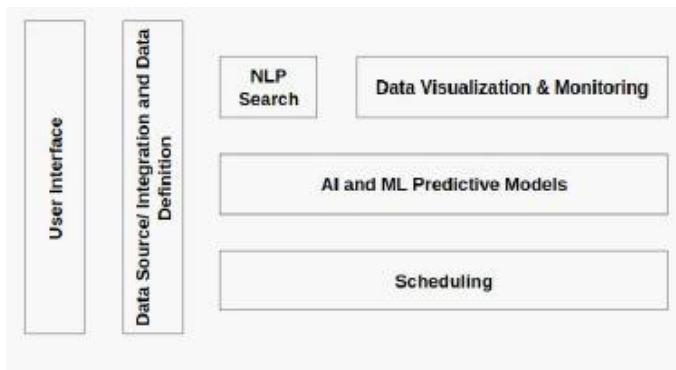 User Interface
Data Source/ Integration and Data
Definition
NLP
Search
Data Visualization & Monitoring
AI and ML Predictive Models
Scheduling